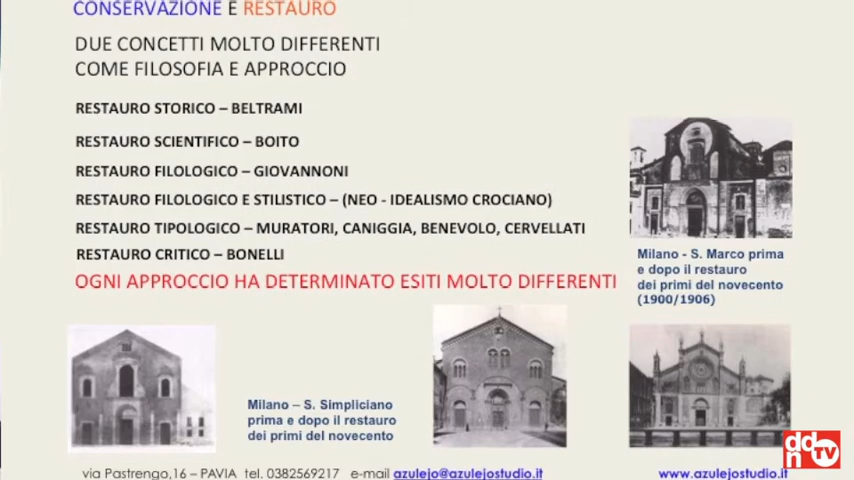 CONSERVAZIONE E RESTAURO
DUE CONCETTI MOLTO DIFFERENTI
COME FILOSOFIA E APPROCCIO
RESTAURO STORICO – BELTRAMI
RESTAURO SCIENTIFICO – BOITO
RESTAURO FILOLOGICO – GIOVANNONI
RESTAURO FILOLOGICO E STILISTICO – (NEO - IDEALISMO CROCIANO)
RESTAURO TIPOLOGICO – MURATORI, CANIGGIA, BENEVOLO, CERVELLATI
RESTAURO CRITICO – BONELLI
OGNI APPROCCIO HA DETERMINATO ESITI MOLTO DIFFERENTI
Milano - S. Marco prima
e dopo il restauro
dei primi del novecento
(1900/1906)
Milano – S. Simpliciano
prima e dopo il restauro
dei primi del novecento
via Pastrengo,16 – PAVIA tel. 0382569217 e-mail azulejo@azulejostudio.it
www.azulejostudio.it
ddn TV